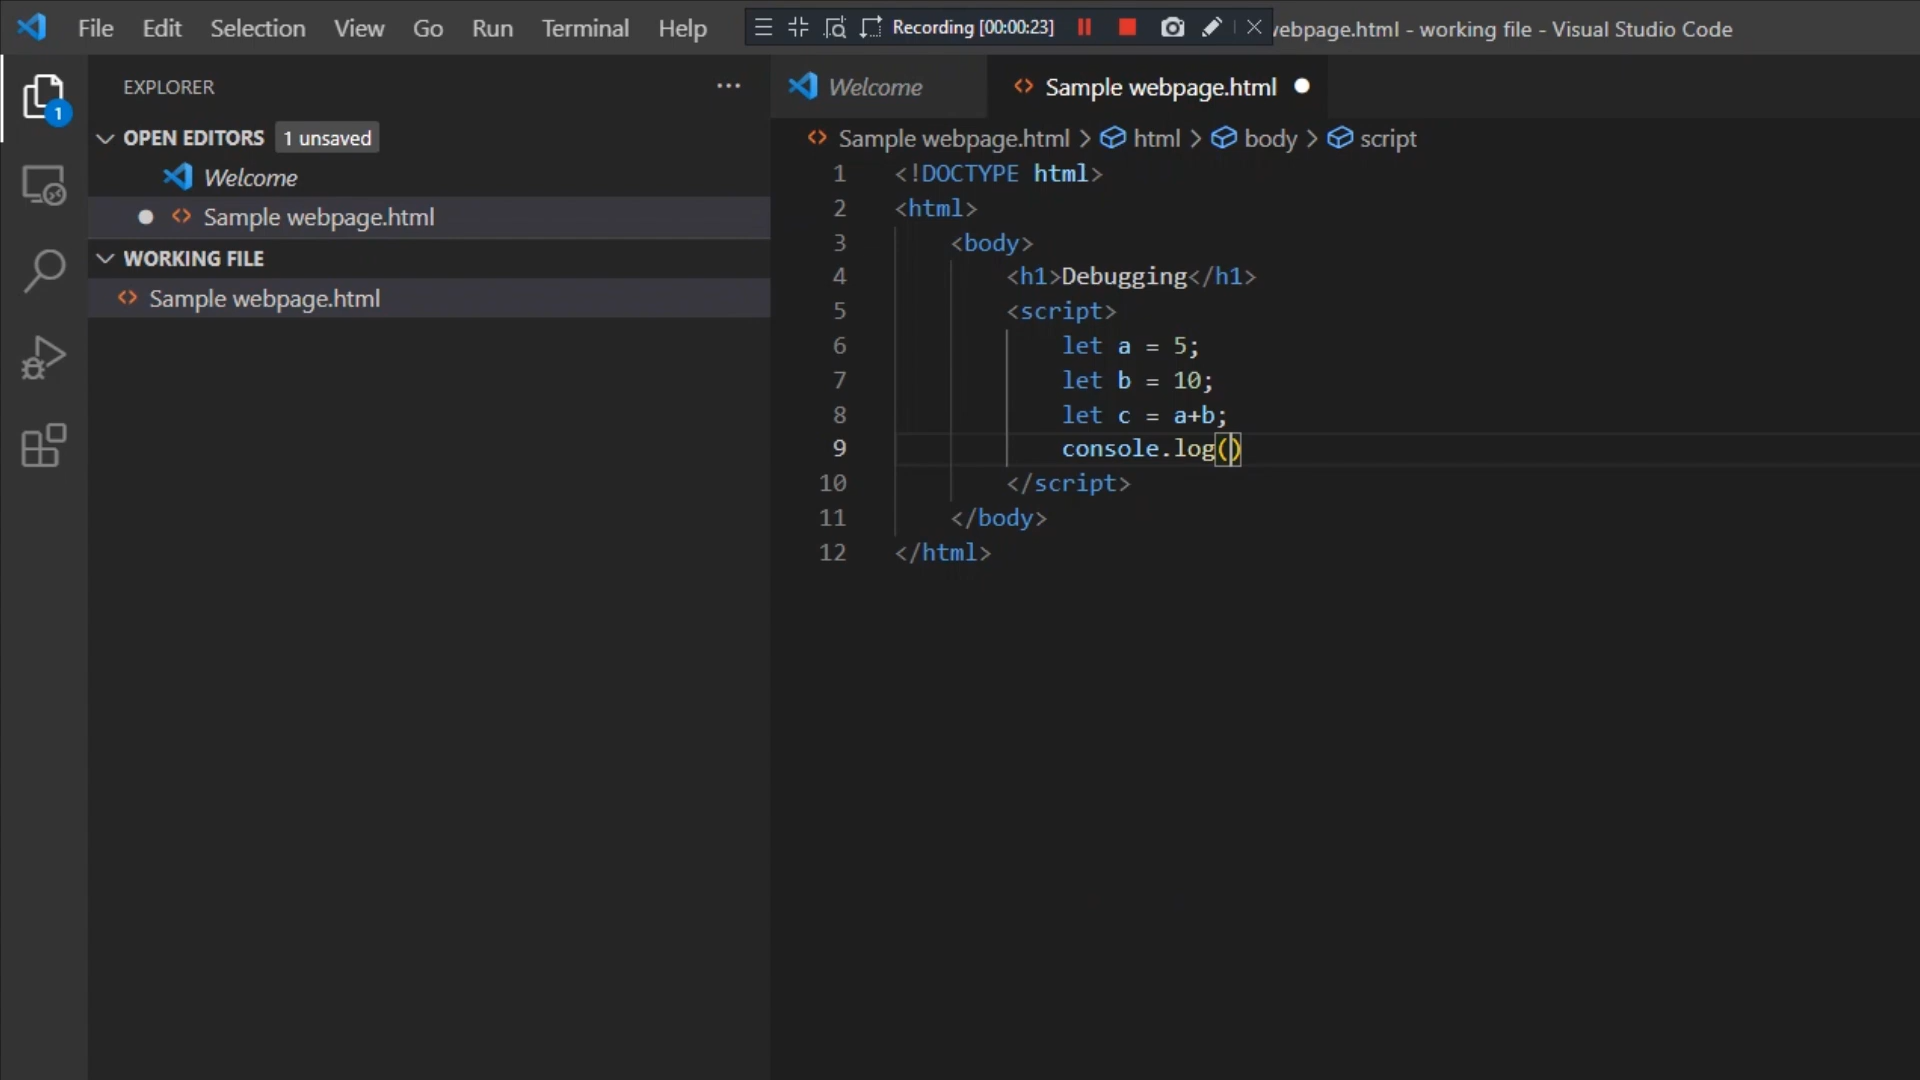 File Edit Selection View Go Run Terminal Help
Recording [00:00:23]
webpage.html - working file - Visual Studio Code
EXPLORER
OPEN EDITORS 1 unsaved
Welcome
Sample webpage.html
WORKING FILE
Sample webpage.html
1
Welcome
Sample webpage.html
Sample webpage.html > html > body > script
1 <!DOCTYPE html>
2 <html>
3 <body>
4 <h1>Debugging</h1>
5 <script>
6 let a = 5;
7 let b = 10;
8 let c = a+b;
9 console.log()
10 </script>
11 </body>
12 </html>